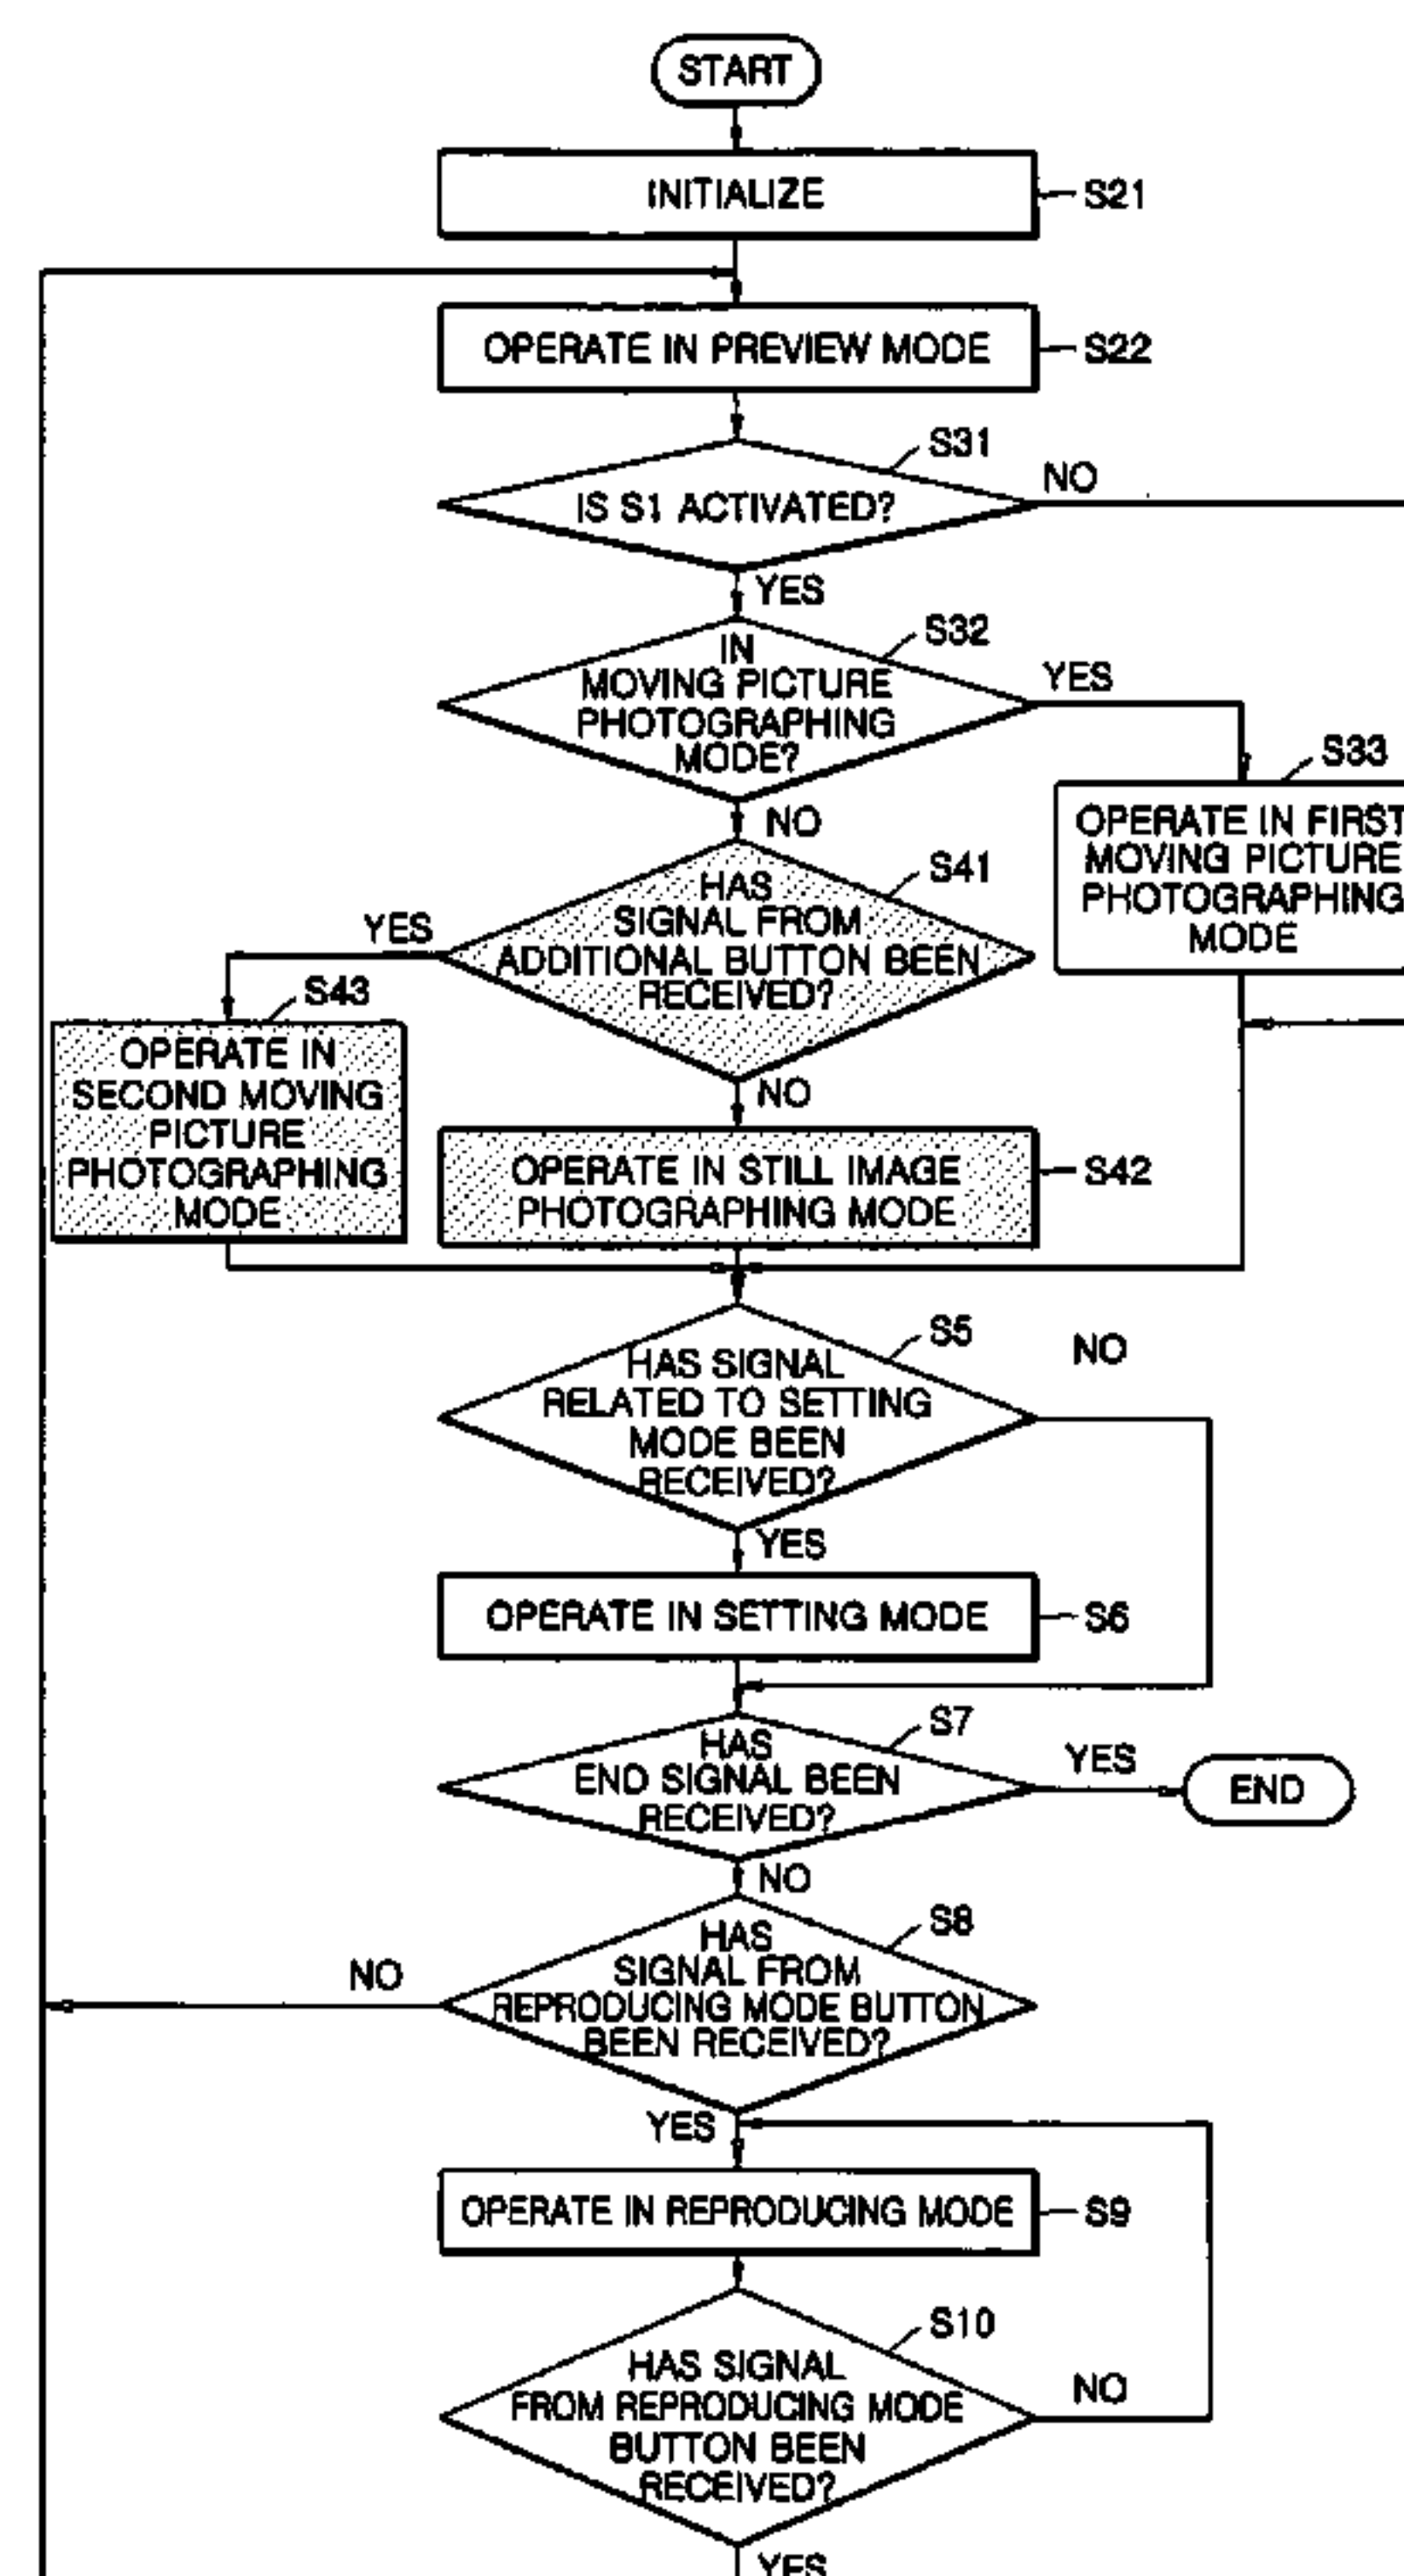 START
INITIALIZE
S21
OPERATE IN PREVIEW MODE
S22
S31
IS S1 ACTIVATED?
NO
YES
S32
IN
MOVING PICTURE
PHOTOGRAPHING
MODE?
YES
S33
OPERATE IN FIRST
MOVING PICTURE
PHOTOGRAPHING
MODE
NO
S41
HAS
SIGNAL FROM
ADDITIONAL BUTTON BEEN
RECEIVED?
YES
S43
OPERATE IN
SECOND MOVING
PICTURE
PHOTOGRAPHING
MODE
NO
OPERATE IN STILL IMAGE
PHOTOGRAPHING MODE
S42
S5
NO
HAS SIGNAL
RELATED TO SETTING
MODE BEEN
RECEIVED?
YES
OPERATE IN SETTING MODE
S6
S7
HAS
END SIGNAL BEEN
RECEIVED?
YES
END
NO
S8
HAS
SIGNAL FROM
REPRODUCING MODE BUTTON
BEEN RECEIVED?
NO
YES
OPERATE IN REPRODUCING MODE
S9
S10
HAS SIGNAL
FROM REPRODUCING MODE
BUTTON BEEN
RECEIVED?
NO
YES